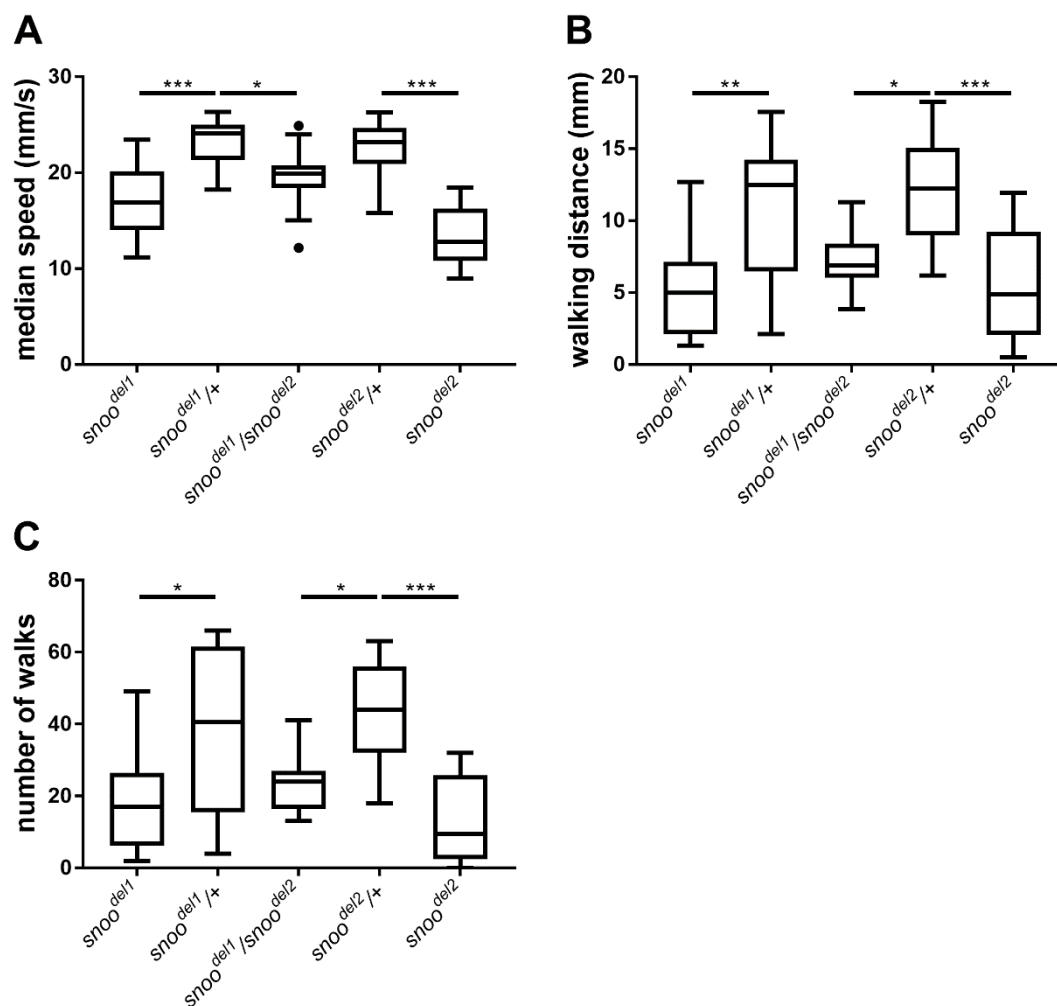 A
median speed (mm/s)
30
20
10
0
***
*
***
snoo^del1
snoo^del1/+
snoo^del1/snoo^del2
snoo^del2/+
snoo^del2
B
walking distance (mm)
20
15
10
5
0
**
*
***
snoo^del1
snoo^del1/+
snoo^del1/snoo^del2
snoo^del2/+
snoo^del2
C
number of walks
80
60
40
20
0
*
*
***
snoo^del1
snoo^del1/+
snoo^del1/snoo^del2
snoo^del2/+
snoo^del2